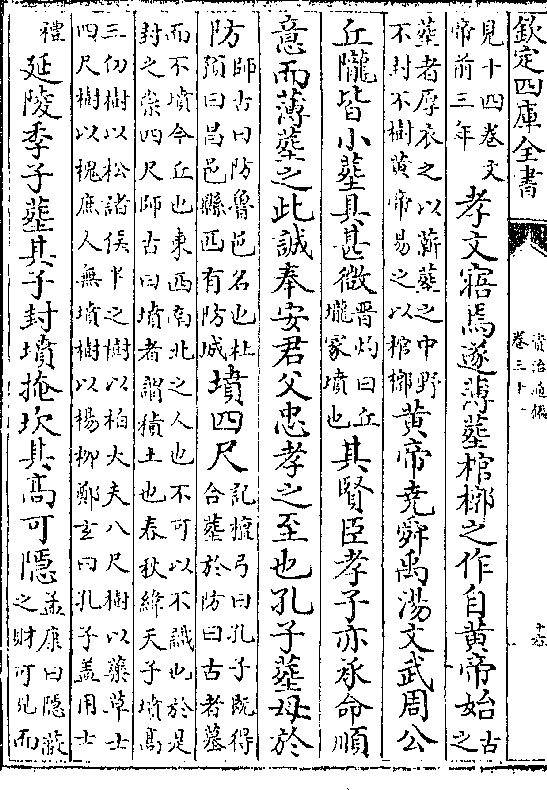 欽定四庫全書
資治通鑑
卷三十一
見十四卷文
帝前三年
孝文寤焉遂薄葬棺槨之作自黃帝始
古之
葬者厚衣之以薪葬之中野
不封不樹黃帝易之以棺槨
黃帝堯舜禹湯文武周公
丘隴皆小葬具甚微
晉灼曰丘
壠冢墳也
其賢臣孝子亦承命順
意而薄葬之此誠奉安君父忠孝之至也孔子葬母於
防
師古曰防魯邑名也杜
預曰昌邑縣西有防城
墳四尺
記檀弓曰孔子既得
合葬於防曰古者墓
而不墳今丘也東西南北之人也不可以不識也於是
封之崇四尺師古曰墳者謂積土也春秋緯天子墳高
三仞樹以松諸侯半之樹以柏大夫八尺樹以藥草士
四尺樹以槐庶人無墳樹以楊柳鄭玄曰孔子盖用士
禮
延陵季子葬其子封墳掩坎其高可隱
孟康曰隱蔽
之財可見而